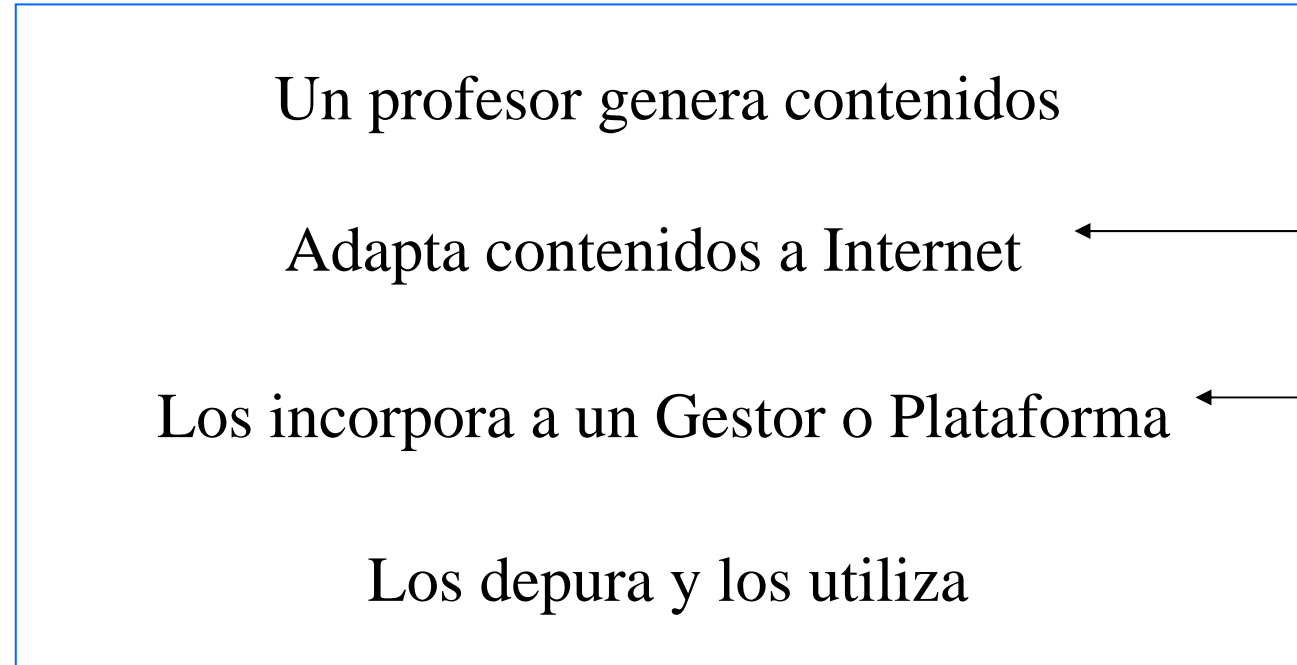 Un profesor genera contenidos
Adapta contenidos a Internet
Los incorpora a un Gestor o Plataforma
Los depura y los utiliza